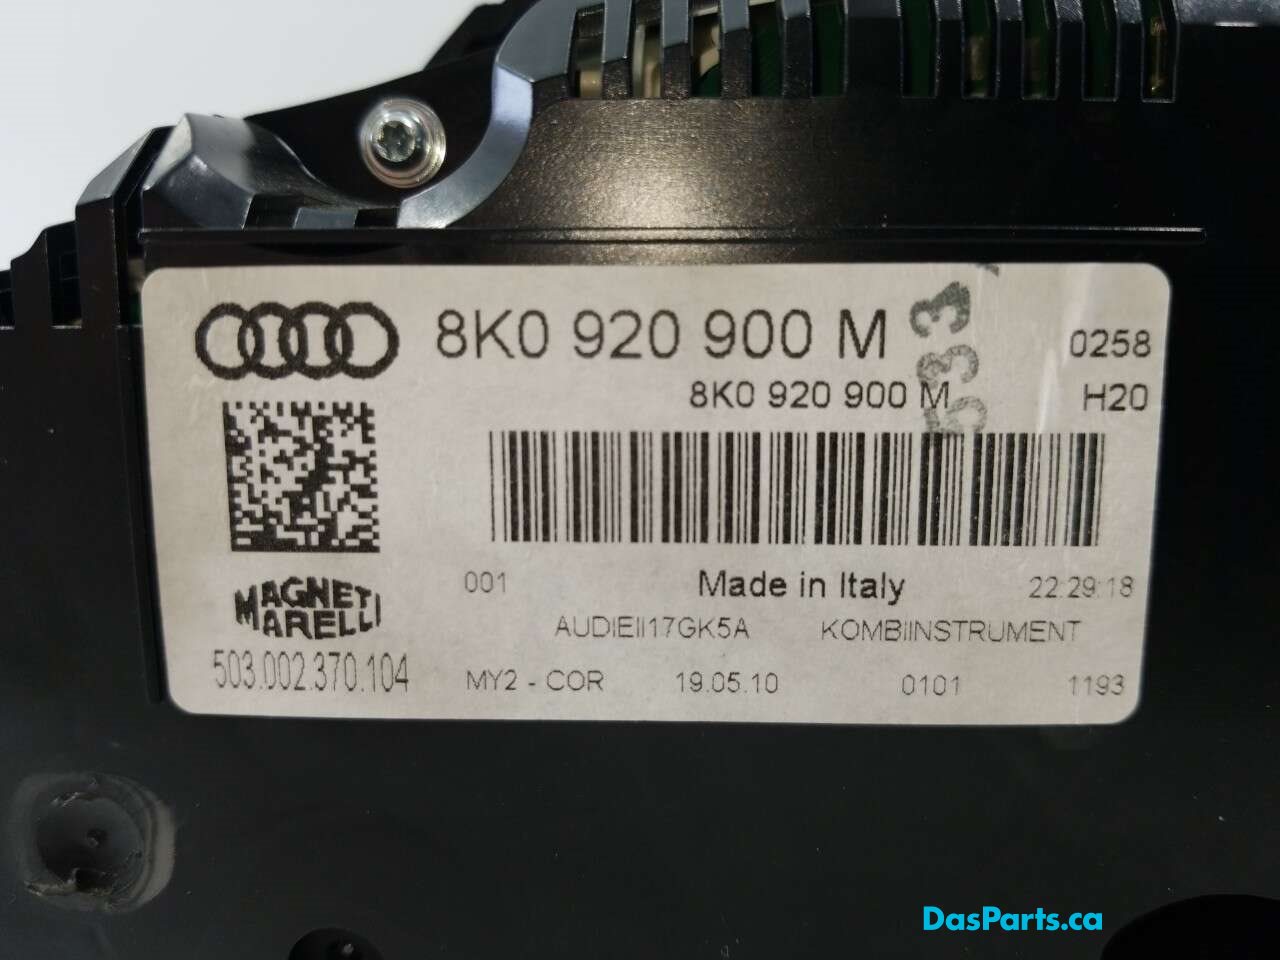 8K0 920 900 M
533
0258
8K0 920 900 M
H20
001
Made in Italy
22:29:18
MAGNETI
MARELLI
AUDIEII17GK5A
KOMBIINSTRUMENT
503.002.370.104
MY2 - COR
19.05.10
0101
1193
DasParts.ca